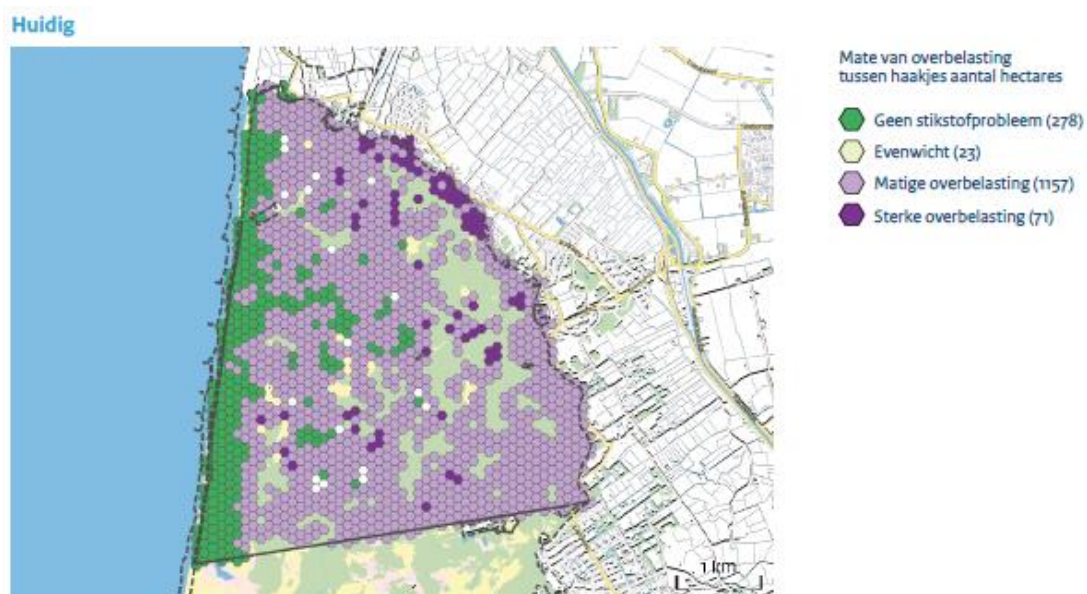 Huidig
Mate van overbelasting
tussen haakjes aantal hectares
Geen stikstofprobleem (278)
Evenwicht (23)
Matige overbelasting (1157)
Sterke overbelasting (71)
1 km